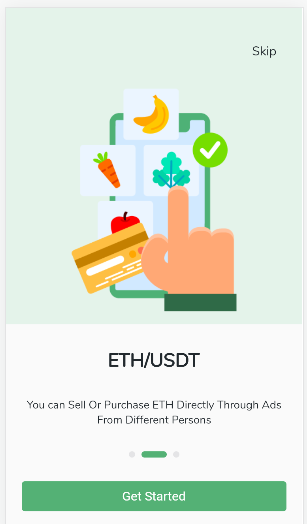 Skip
ETH/USDT
You can Sell Or Purchase ETH Directly Through Ads
From Different Persons
Get Started